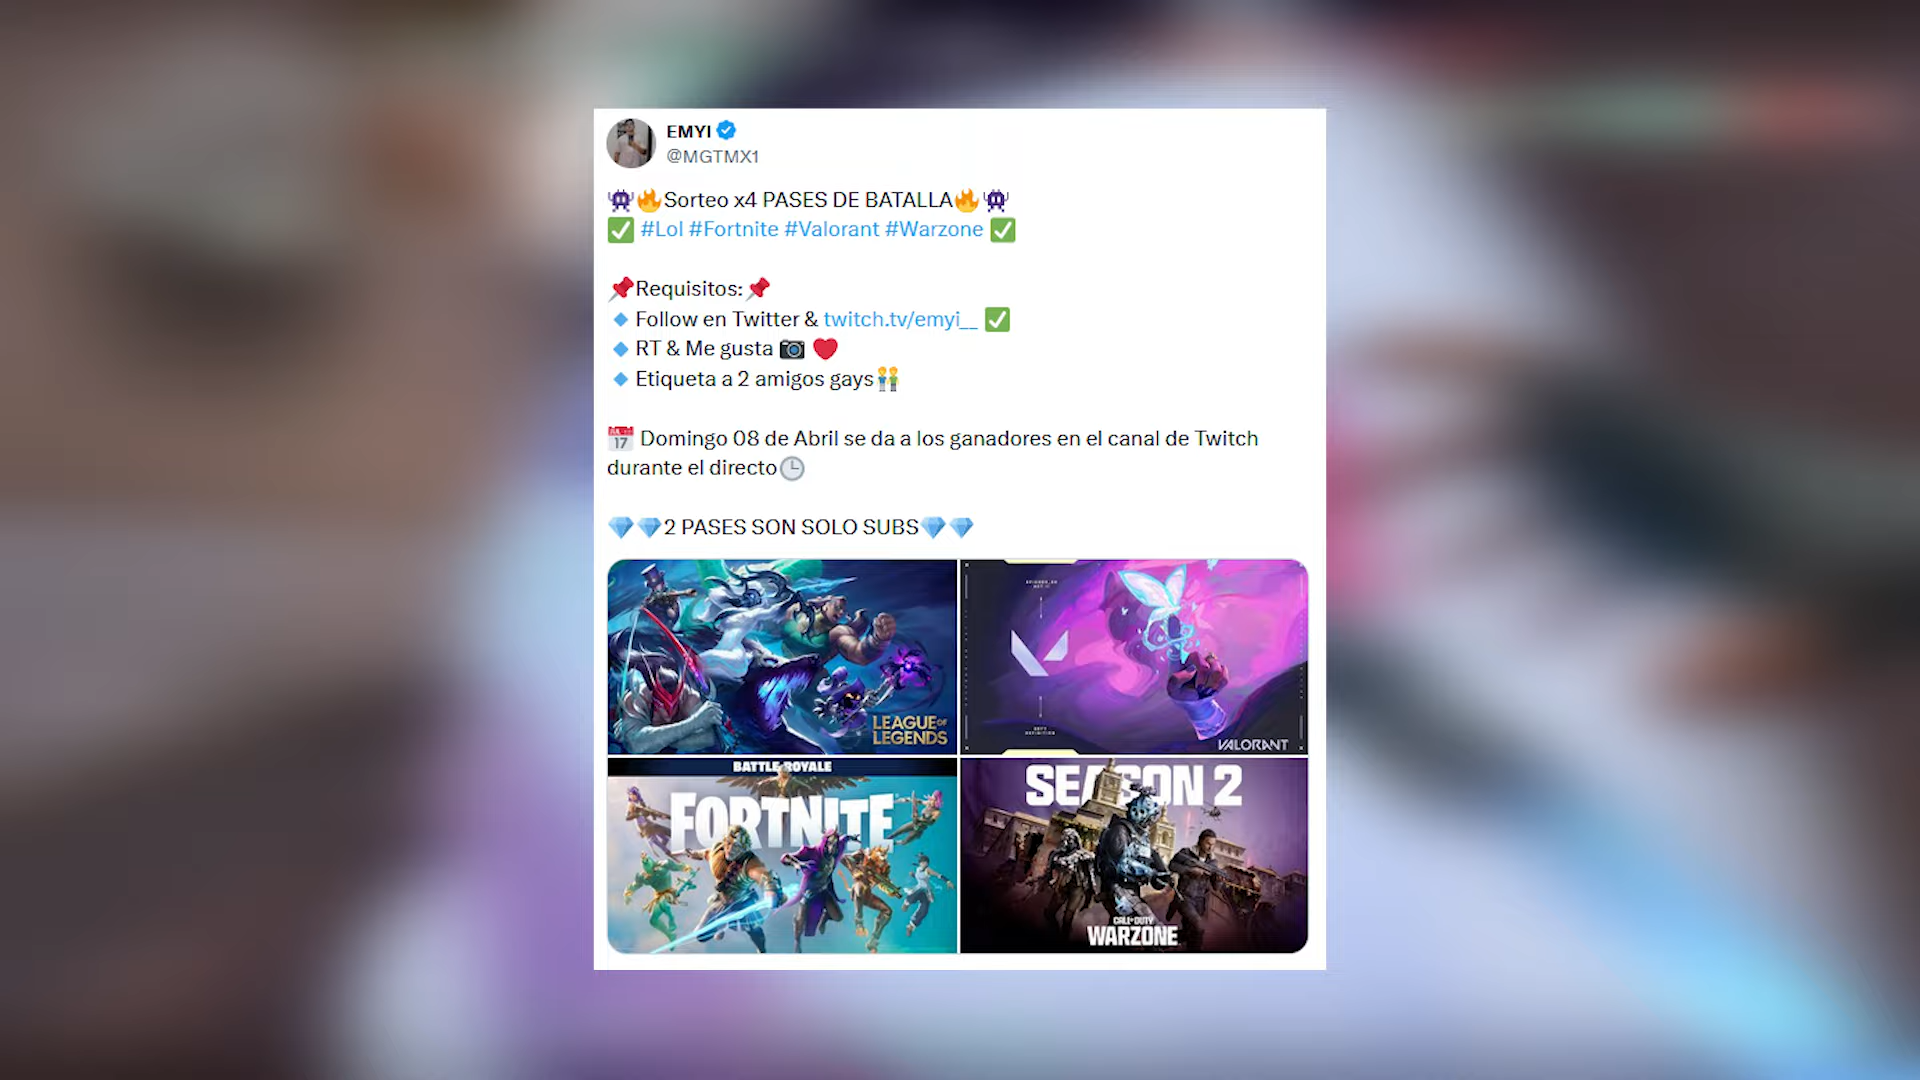 EMYI
@MGTMX1
👾🔥Sorteo x4 PASES DE BATALLA🔥👾
✅ #Lol #Fortnite #Valorant #Warzone ✅
📌Requisitos:📌
🔹Follow en Twitter & twitch.tv/emyi__ ✅
🔹RT & Me gusta 📷 ❤️
🔹Etiqueta a 2 amigos gays👬
📅 Domingo 08 de Abril se da a los ganadores en el canal de Twitch
durante el directo🕒
💎💎2 PASES SON SOLO SUBS💎💎
LEAGUE OF
LEGENDS
VALORANT
BATTLE ROYALE
FORTNITE
SEASON 2
CALL OF DUTY
WARZONE